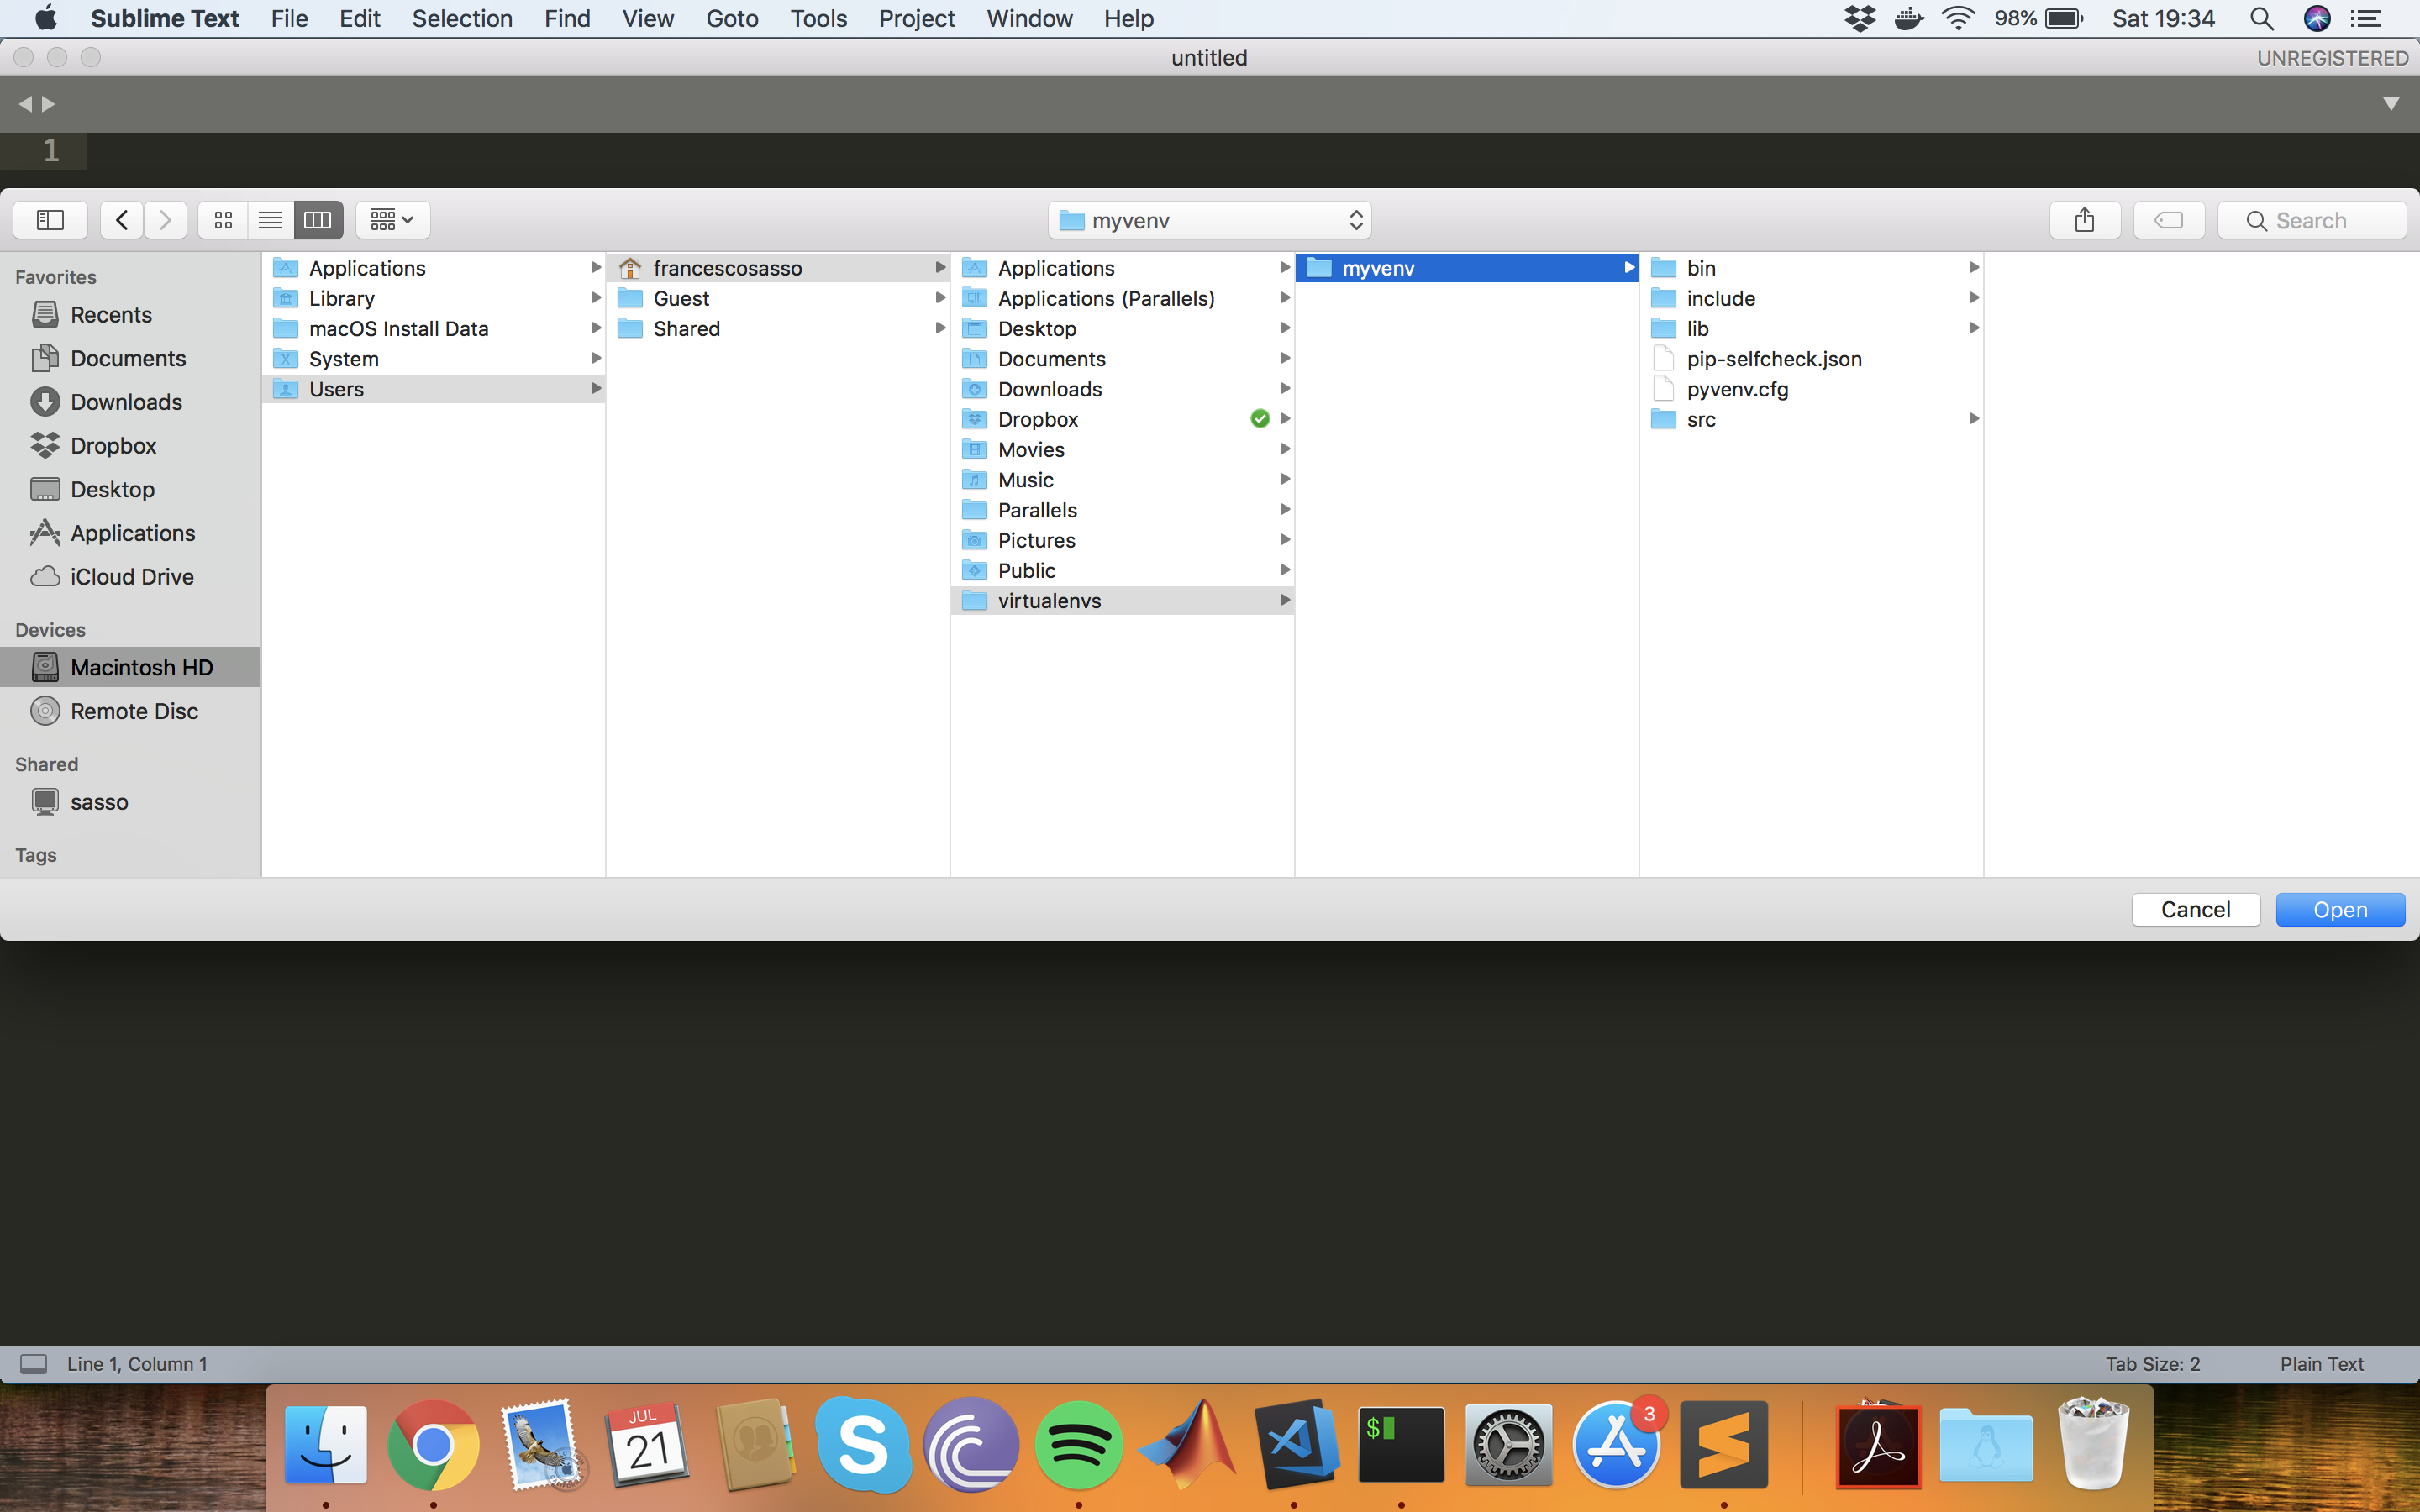 Sublime Text File Edit Selection Find View Goto Tools Project Window Help 98% Sat 19:34
untitled UNREGISTERED
1
myvenv Search
Favorites
Recents
Documents
Downloads
Dropbox
Desktop
Applications
iCloud Drive
Devices
Macintosh HD
Remote Disc
Shared
sasso
Tags
Applications
Library
macOS Install Data
System
Users
francescosasso
Guest
Shared
Applications
Applications (Parallels)
Desktop
Documents
Downloads
Dropbox
Movies
Music
Parallels
Pictures
Public
virtualenvs
myvenv
bin
include
lib
pip-selfcheck.json
pyvenv.cfg
src
Cancel Open
Line 1, Column 1 Tab Size: 2 Plain Text
JUL
21
$
3